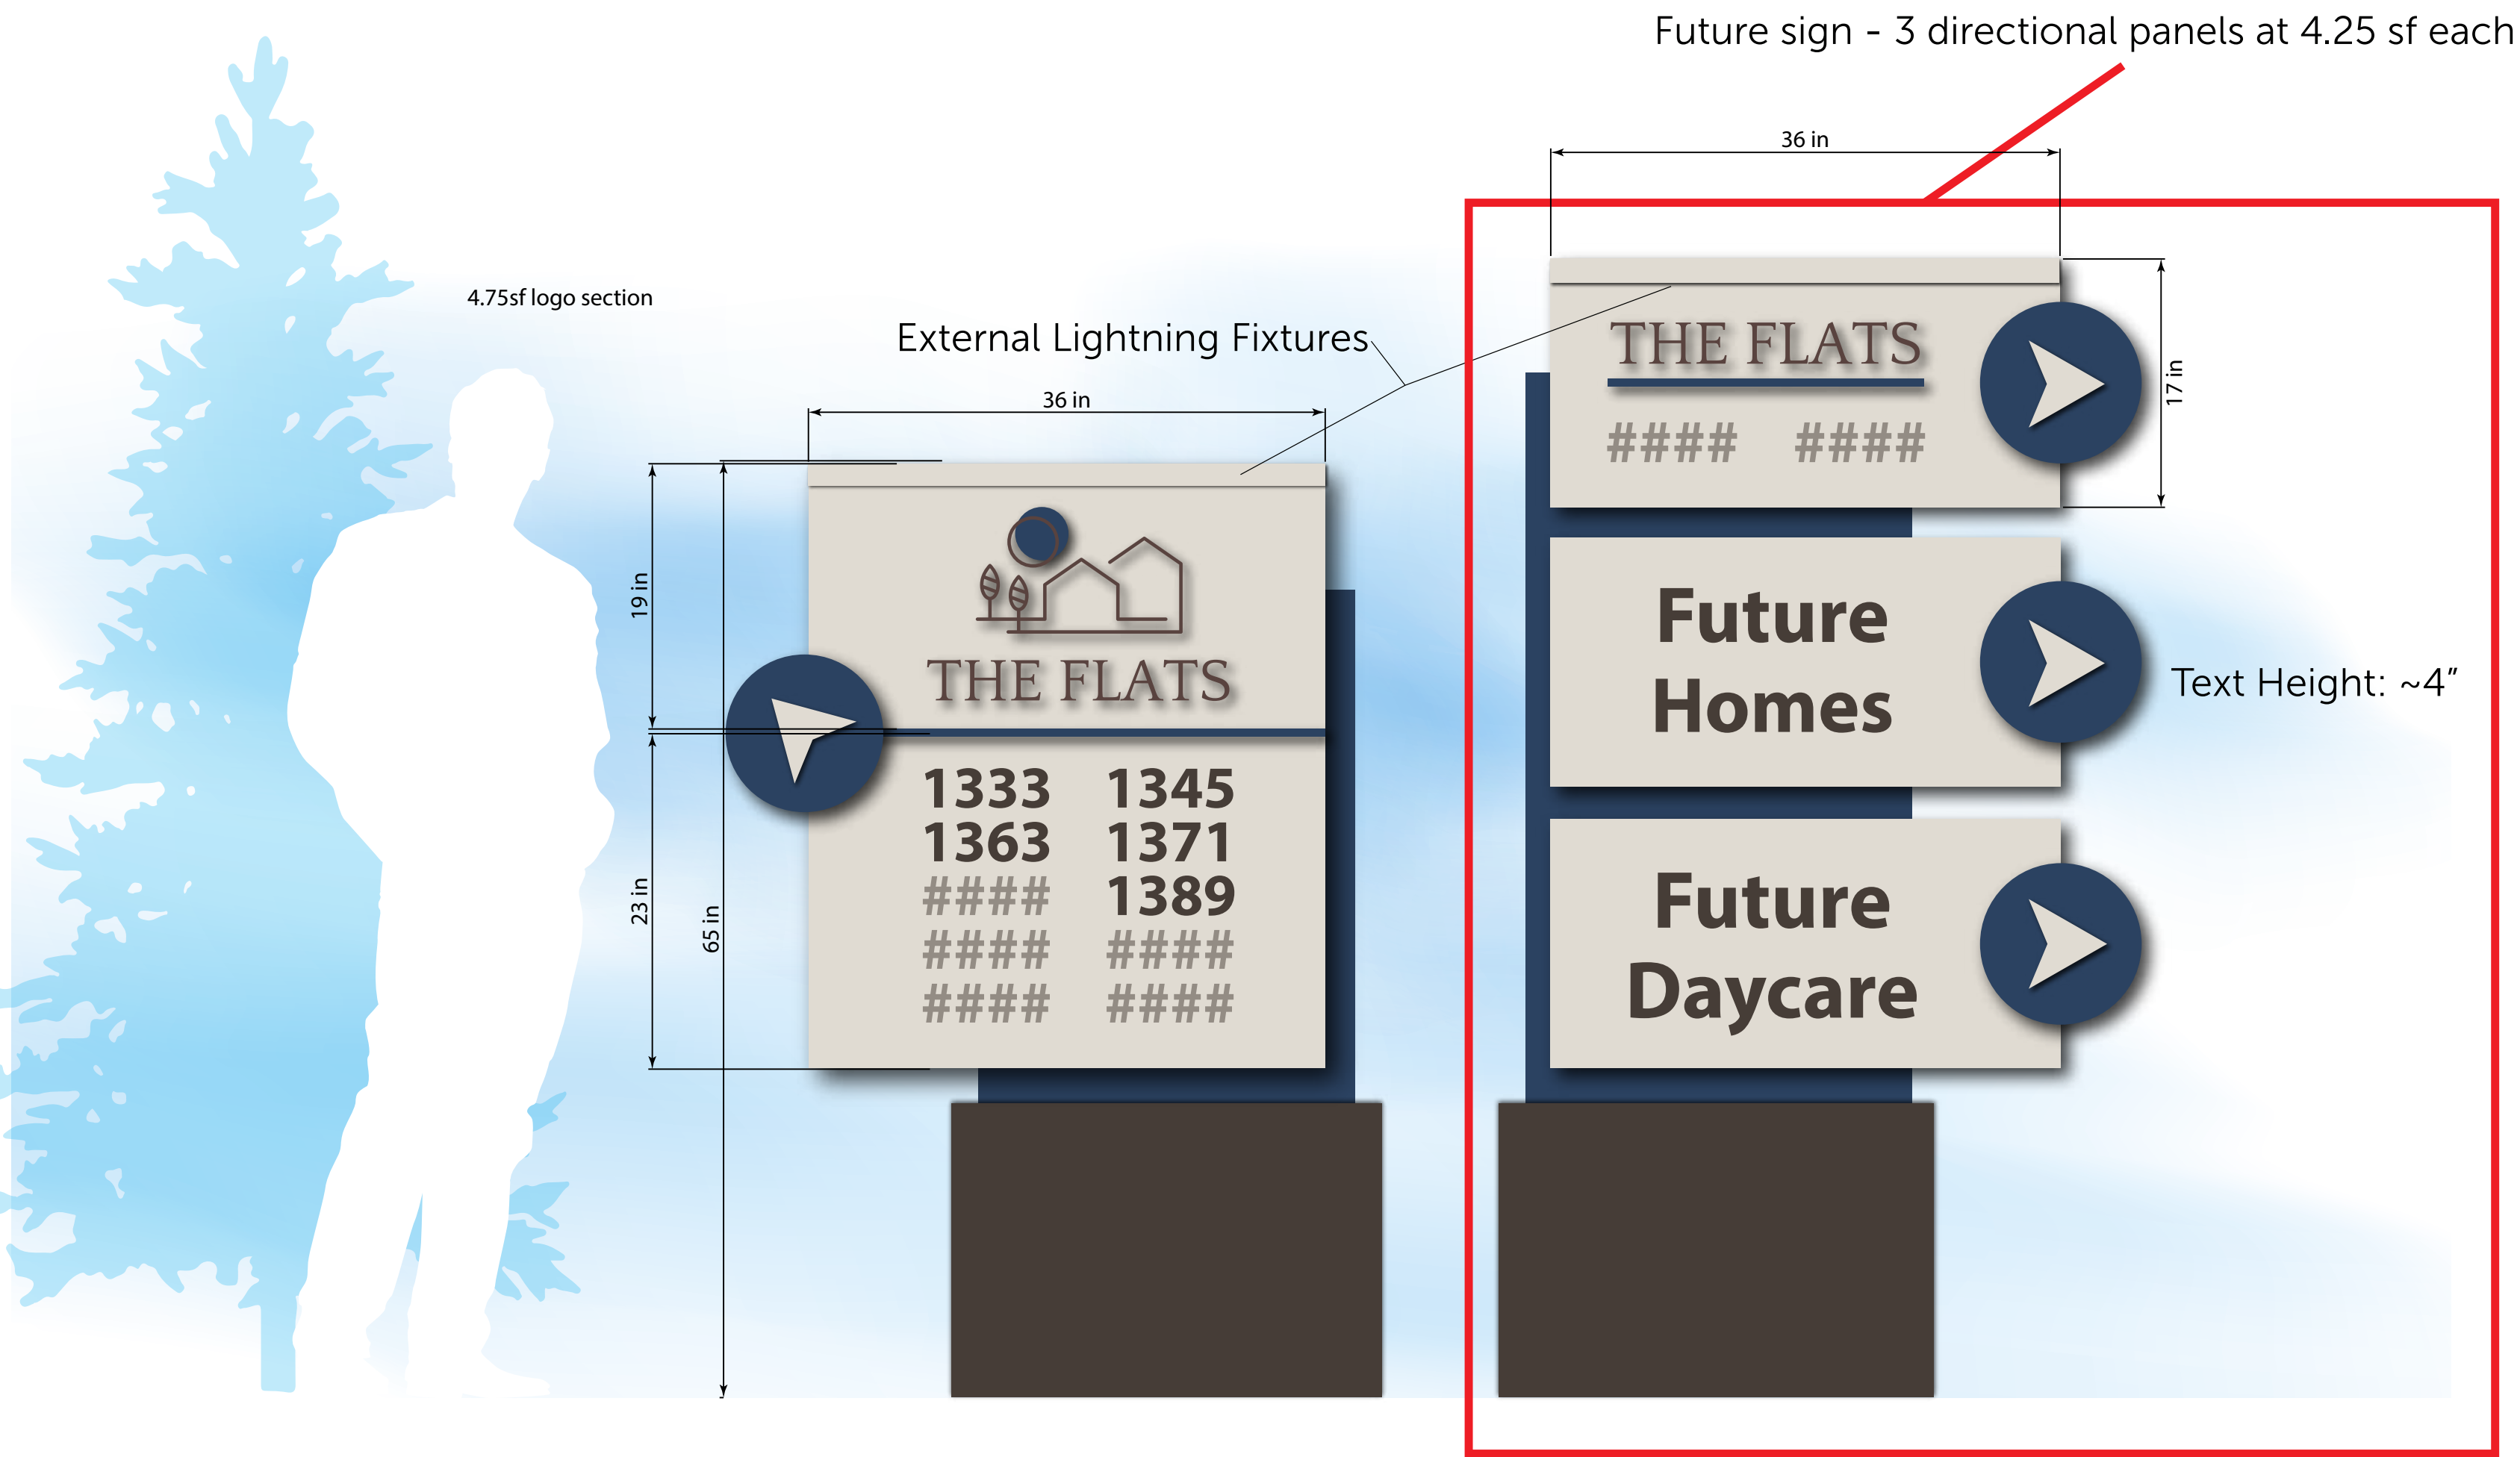 Future sign - 3 directional panels at 4.25 sf each
36 in
4.75sf logo section
External Lightning Fixtures
36 in
19 in
23 in
65 in
THE FLATS
1333 1345
1363 1371
#### 1389
#### ####
#### ####
THE FLATS
#### ####
17 in
Future
Homes
Text Height: ~4”
Future
Daycare